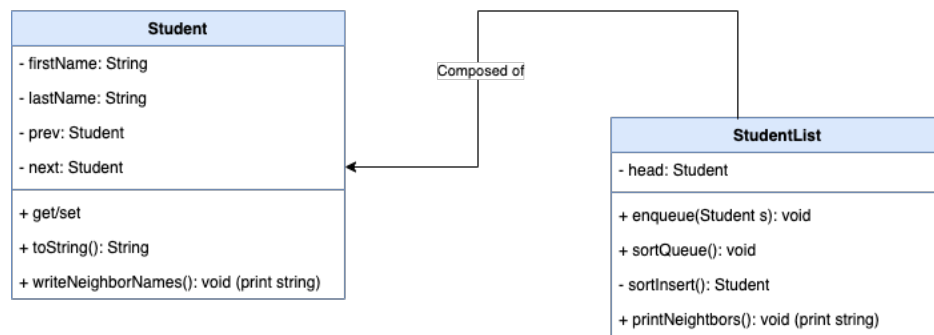 Student
- firstName: String
- lastName: String
- prev: Student
- next: Student
+ get/set
+ toString(): String
+ writeNeighborNames(): void (print string)
Composed of
StudentList
- head: Student
+ enqueue(Student s): void
+ sortQueue(): void
- sortInsert(): Student
+ printNeightbors(): void (print string)